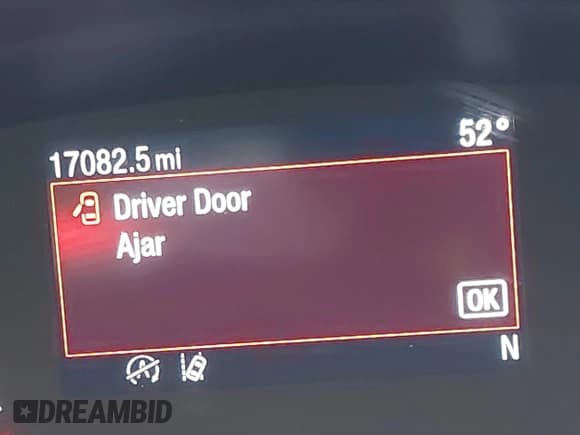 17082.5 mi 52°
Driver Door
Ajar
OK
N
A
DREAMBID